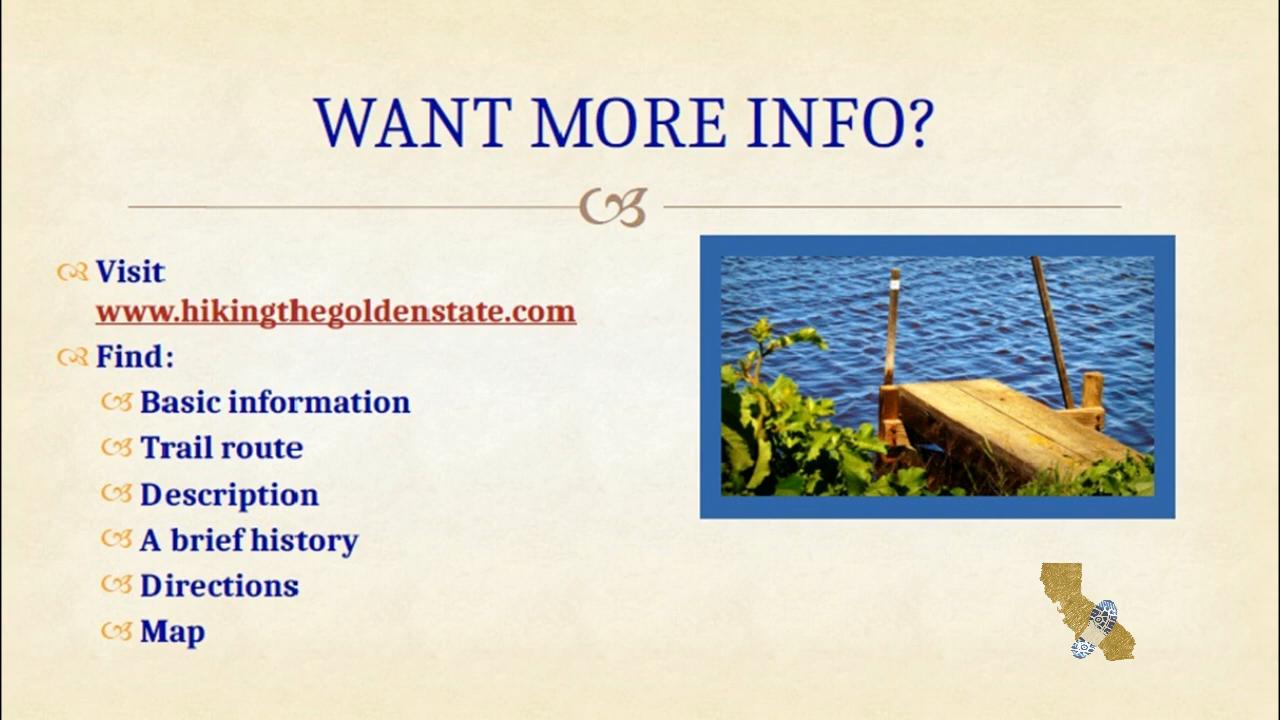 WANT MORE INFO?
Visit
www.hikingthegoldenstate.com
Find:
Basic information
Trail route
Description
A brief history
Directions
Map